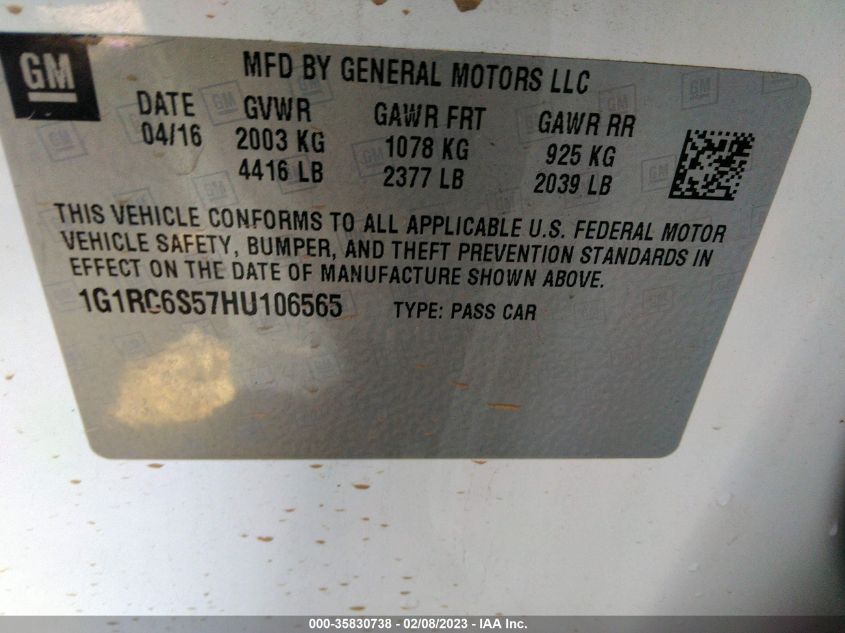 GM
MFD BY GENERAL MOTORS LLC
DATE GVWR GAWR FRT GAWR RR
04/16 2003 KG 1078 KG 925 KG
4416 LB 2377 LB 2039 LB
THIS VEHICLE CONFORMS TO ALL APPLICABLE U.S. FEDERAL MOTOR
VEHICLE SAFETY, BUMPER, AND THEFT PREVENTION STANDARDS IN
EFFECT ON THE DATE OF MANUFACTURE SHOWN ABOVE.
1G1RC6S57HU106565 TYPE: PASS CAR
000-35830738 - 02/08/2023 - IAA Inc.